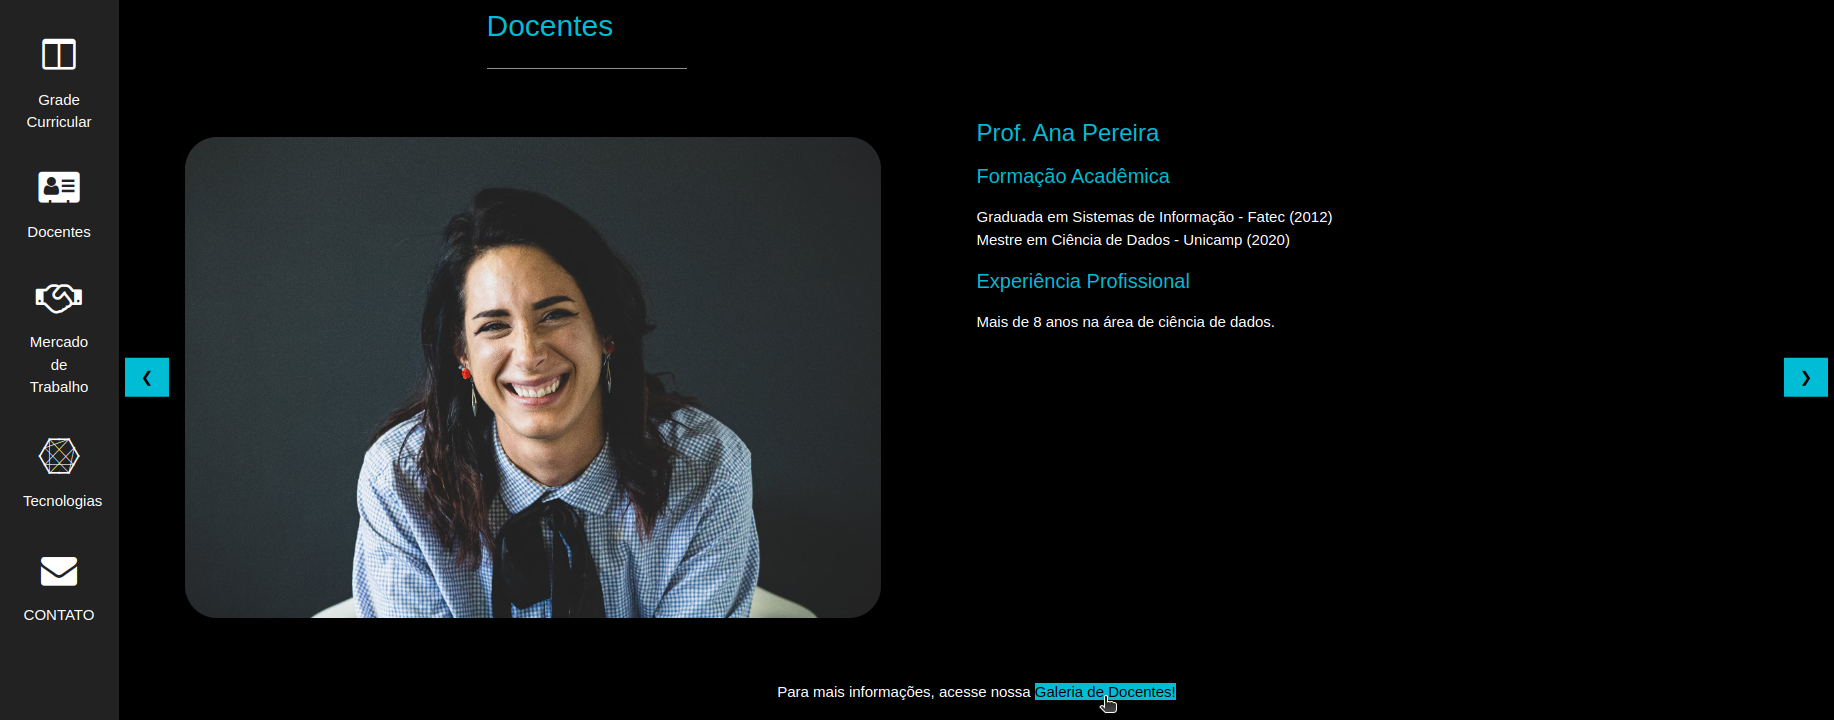 Grade
Curricular
Docentes
Mercado
de
Trabalho
Tecnologias
CONTATO
Docentes
❮
Prof. Ana Pereira
Formação Acadêmica
Graduada em Sistemas de Informação - Fatec (2012)
Mestre em Ciência de Dados - Unicamp (2020)
Experiência Profissional
Mais de 8 anos na área de ciência de dados.
❯
Para mais informações, acesse nossa Galeria de Docentes!